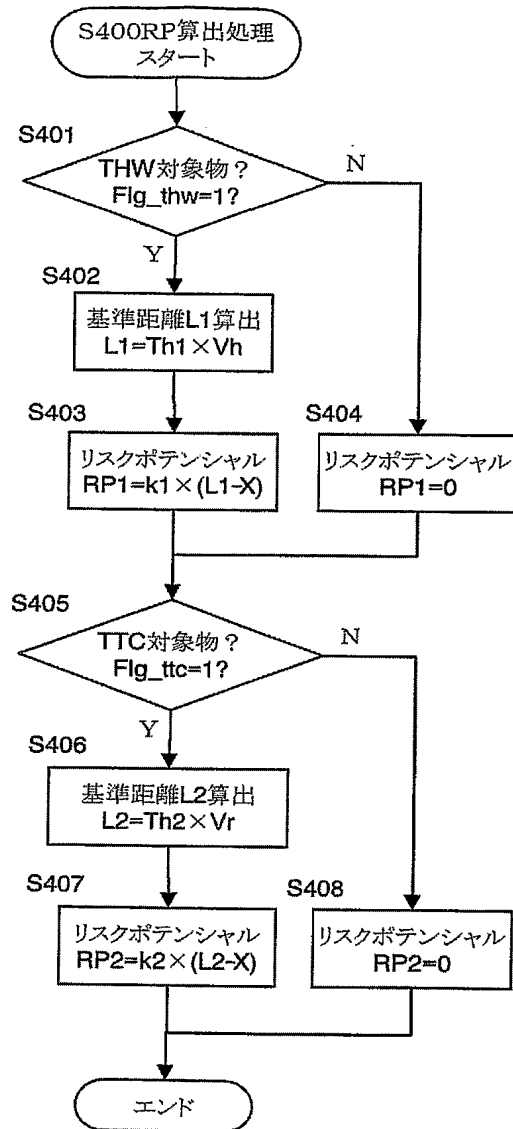 S400RP算出処理
スタート
S401
THW対象物？
Flg_thw=1?
N
Y
S402
基準距離L1算出
L1=Th1×Vh
S403
リスクポテンシャル
RP1=k1×(L1-X)
S404
リスクポテンシャル
RP1=0
S405
TTC対象物？
Flg_ttc=1?
N
Y
S406
基準距離L2算出
L2=Th2×Vr
S407
リスクポテンシャル
RP2=k2×(L2-X)
S408
リスクポテンシャル
RP2=0
エンド